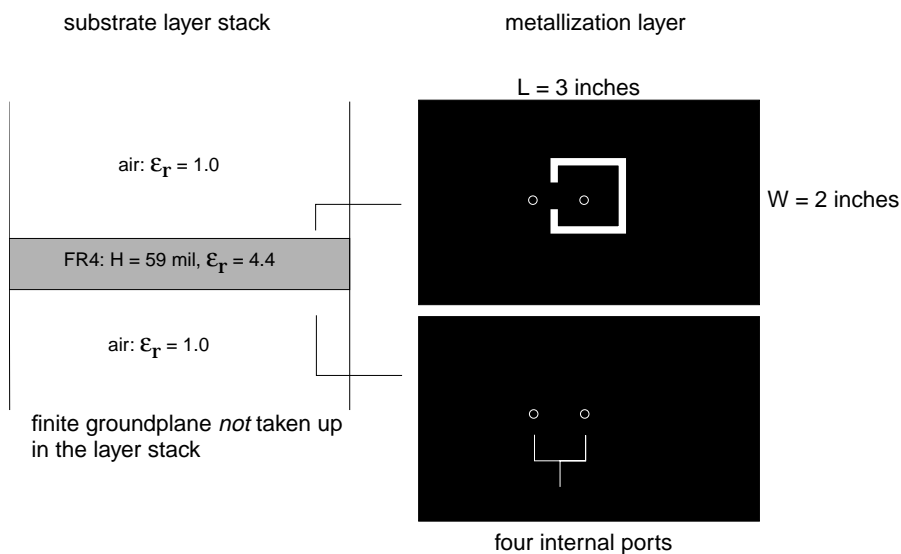 substrate layer stack
metallization layer
L = 3 inches
air: εr = 1.0
W = 2 inches
FR4: H = 59 mil, εr = 4.4
air: εr = 1.0
finite groundplane not taken up
in the layer stack
four internal ports